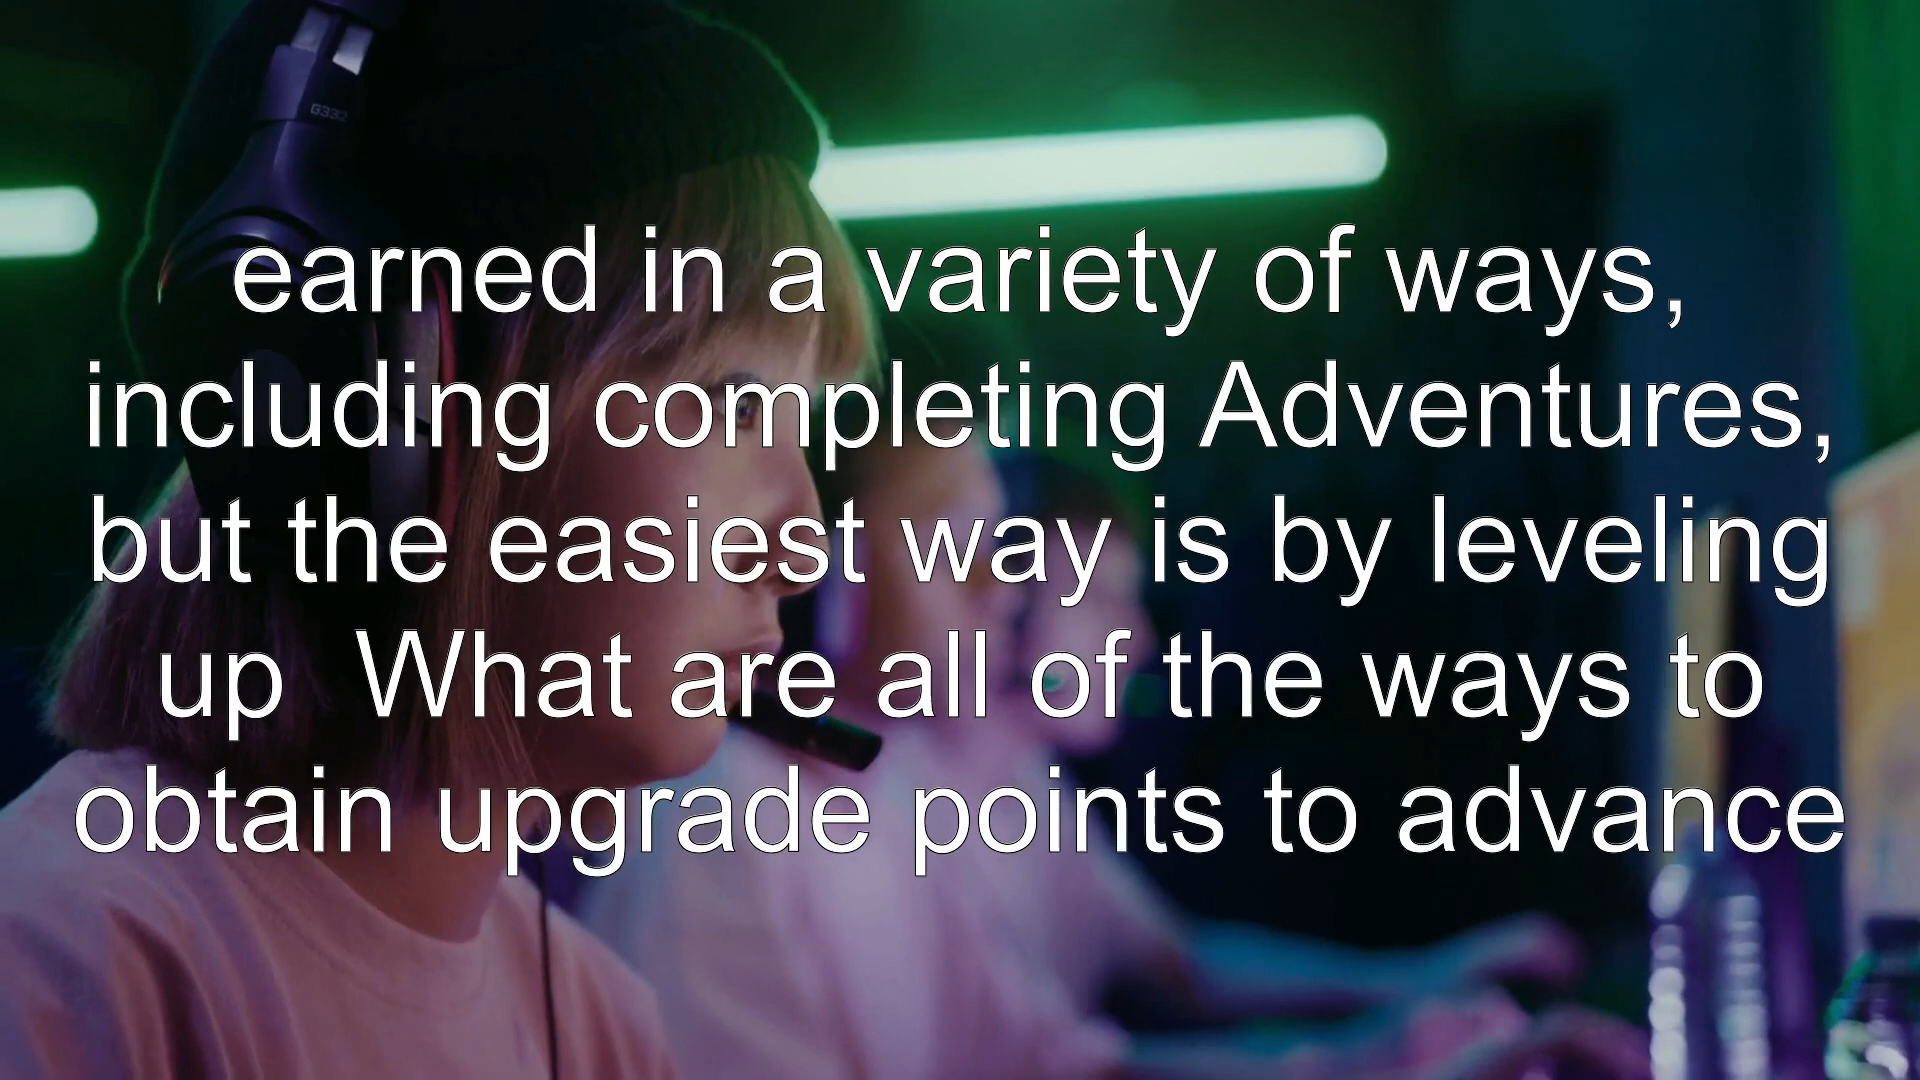 G332
earned in a variety of ways,
including completing Adventures,
but the easiest way is by leveling
up  What are all of the ways to
obtain upgrade points to advance